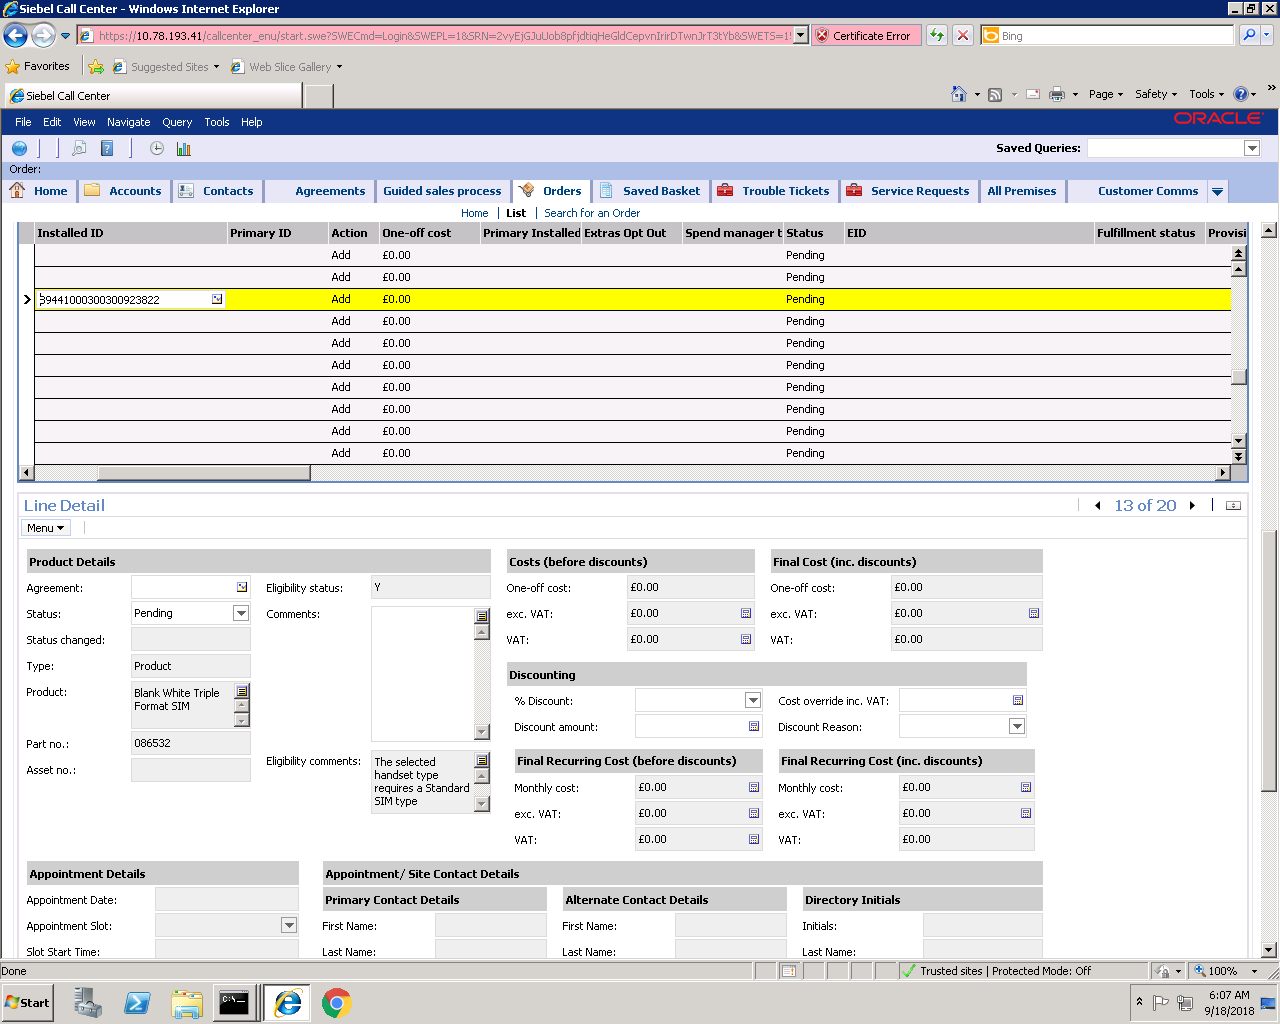 Siebel Call Center - Windows Internet Explorer
https://10.78.193.41/callcenter_enu/start.swe?SWECmd=Login&SWEPL=1&SRN=2vyEjGJuUob8pfjdtiqHeGldCepvnIrirDTwnJrT3tYb&SWETS=1
Certificate Error
Bing
Favorites
Suggested Sites
Web Slice Gallery
Siebel Call Center
Page Safety Tools
File Edit View Navigate Query Tools Help
ORACLE
Saved Queries:
Order:
Home Accounts Contacts Agreements Guided sales process Orders Saved Basket Trouble Tickets Service Requests All Premises Customer Comms
Home | List | Search for an Order
Installed ID Primary ID Action One-off cost Primary Installed Extras Opt Out Spend manager t Status EID Fulfillment status Provisi
Add £0.00 Pending
Add £0.00 Pending
39441000300300923822 Add £0.00 Pending
Add £0.00 Pending
Add £0.00 Pending
Add £0.00 Pending
Add £0.00 Pending
Add £0.00 Pending
Add £0.00 Pending
Add £0.00 Pending
Line Detail
13 of 20
Menu
Product Details
Agreement:
Status: Pending
Status changed:
Type: Product
Product: Blank White Triple
Format SIM
Part no.: 086532
Asset no.:
Eligibility status: Y
Comments:
Eligibility comments: The selected
handset type
requires a Standard
SIM type
Costs (before discounts)
One-off cost: £0.00
exc. VAT: £0.00
VAT: £0.00
Final Cost (inc. discounts)
One-off cost: £0.00
exc. VAT: £0.00
VAT: £0.00
Discounting
% Discount:
Cost override inc. VAT:
Discount amount:
Discount Reason:
Final Recurring Cost (before discounts)
Monthly cost: £0.00
exc. VAT: £0.00
VAT: £0.00
Final Recurring Cost (inc. discounts)
Monthly cost: £0.00
exc. VAT: £0.00
VAT: £0.00
Appointment Details
Appointment Date:
Appointment Slot:
Slot Start Time:
Appointment/ Site Contact Details
Primary Contact Details
First Name:
Last Name:
Alternate Contact Details
First Name:
Last Name:
Directory Initials
Initials:
Last Name:
Done
Trusted sites | Protected Mode: Off
100%
Start
C:\.
6:07 AM
9/18/2018